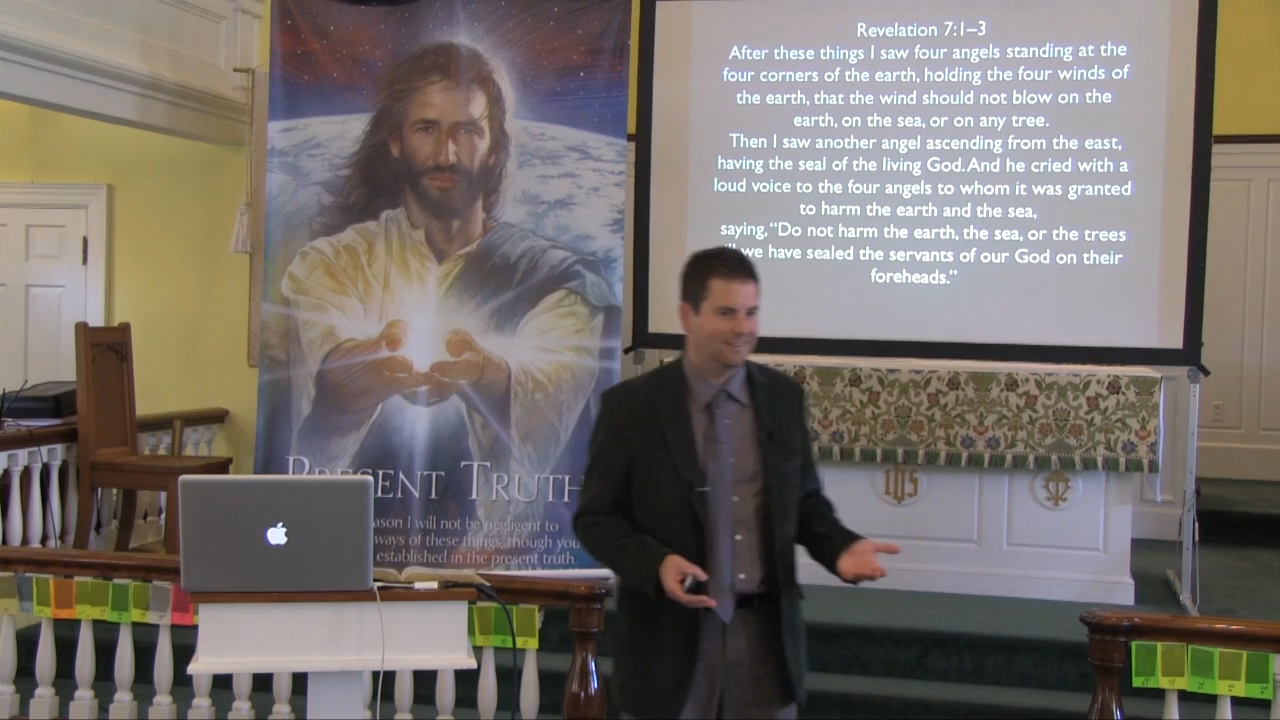 Revelation 7:1–3
After these things I saw four angels standing at the
four corners of the earth, holding the four winds of
the earth, that the wind should not blow on the
earth, on the sea, or on any tree.
Then I saw another angel ascending from the east,
having the seal of the living God. And he cried with a
loud voice to the four angels to whom it was granted
to harm the earth and the sea,
saying, “Do not harm the earth, the sea, or the trees
we have sealed the servants of our God on their
foreheads.”
PRESENT TRUTH
I will not be negligent to
of these things, though you
established in the present truth.
IHS